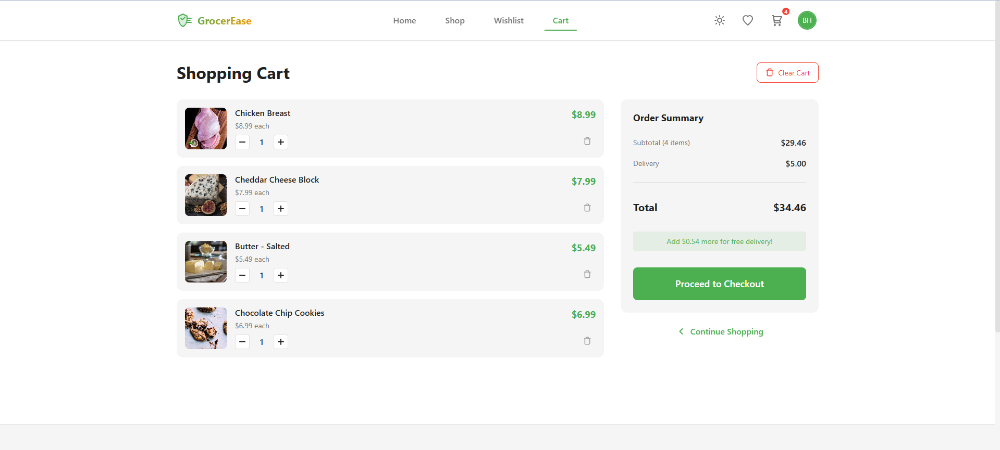 GrocerEase
Home
Shop
Wishlist
Cart
4
BH
Shopping Cart
Clear Cart
Chicken Breast
$8.99 each
1
$8.99
Cheddar Cheese Block
$7.99 each
1
$7.99
Butter - Salted
$5.49 each
1
$5.49
Chocolate Chip Cookies
$6.99 each
1
$6.99
Order Summary
Subtotal (4 items) $29.46
Delivery $5.00
Total $34.46
Add $0.54 more for free delivery!
Proceed to Checkout
Continue Shopping